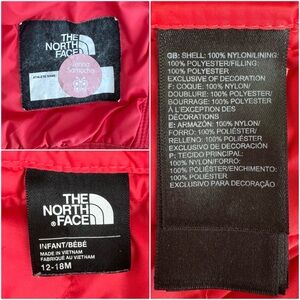 THE
NORTH
FACE
ATHLETE NAME
THE
NORTH
FACE
INFANT/BÉBÉ
MADE IN VIETNAM
FABRIQUÉ AU VIETNAM
12-18M
GB: SHELL: 100% NYLON/LINING:
100% POLYESTER/FILLING:
100% POLYESTER
EXCLUSIVE OF DECORATION
F: COQUE: 100% NYLON/
DOUBLURE: 100% POLYESTER/
BOURRAGE: 100% POLYESTER
À L'EXCEPTION DES
DÉCORATIONS
E: ARMAZÓN: 100% NYLON/
FORRO: 100% POLIÉSTER/
RELLENO: 100% POLIÉSTER
EXCLUSIVO DE DECORACIÓN
P: TECIDO PRINCIPAL:
100% NYLON/FORRO:
100% POLIÉSTER/ENCHIMENTO:
100% POLIÉSTER
EXCLUSIVO PARA DECORAÇÃO